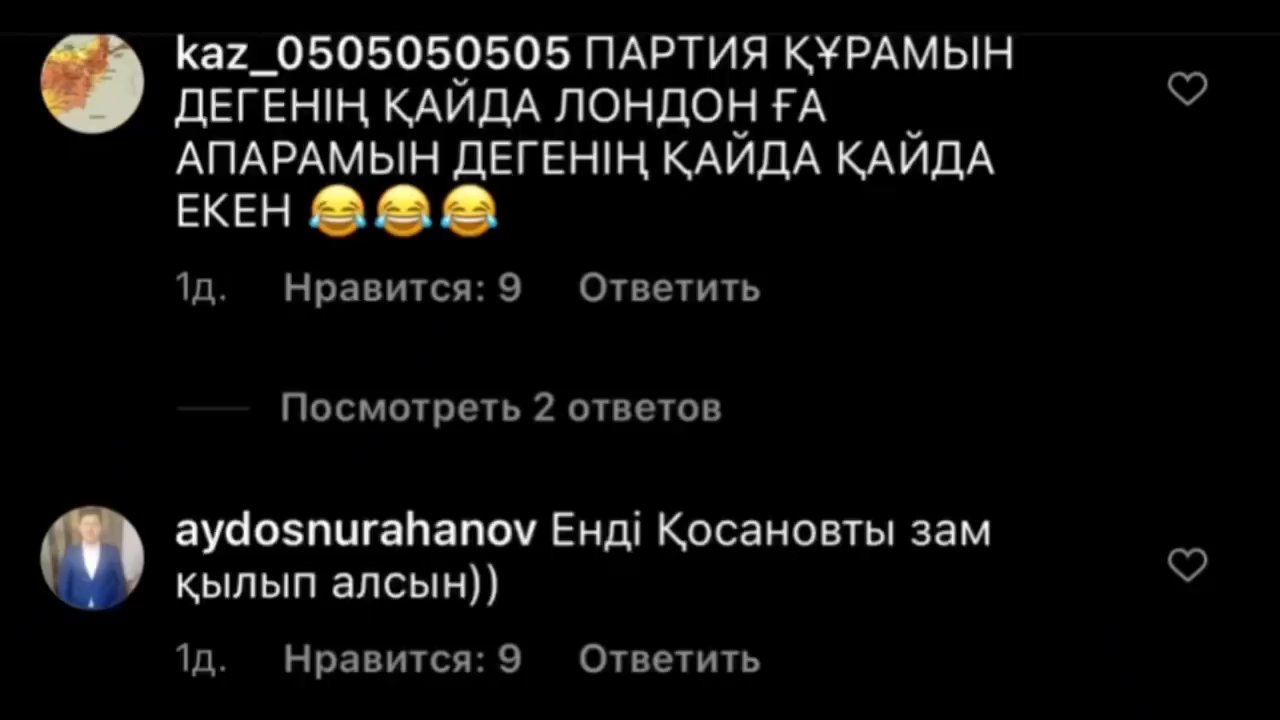 kaz_0505050505 ПАРТИЯ ҚҰРАМЫН
ДЕГЕНІҢ ҚАЙДА ЛОНДОН ҒА
АПАРАМЫН ДЕГЕНІҢ ҚАЙДА ҚАЙДА
ЕКЕН 😂😂😂
1д. Нравится: 9 Ответить
Посмотреть 2 ответов
aydosnurahanov Енді Қосановты зам
қылып алсын))
1д. Нравится: 9 Ответить